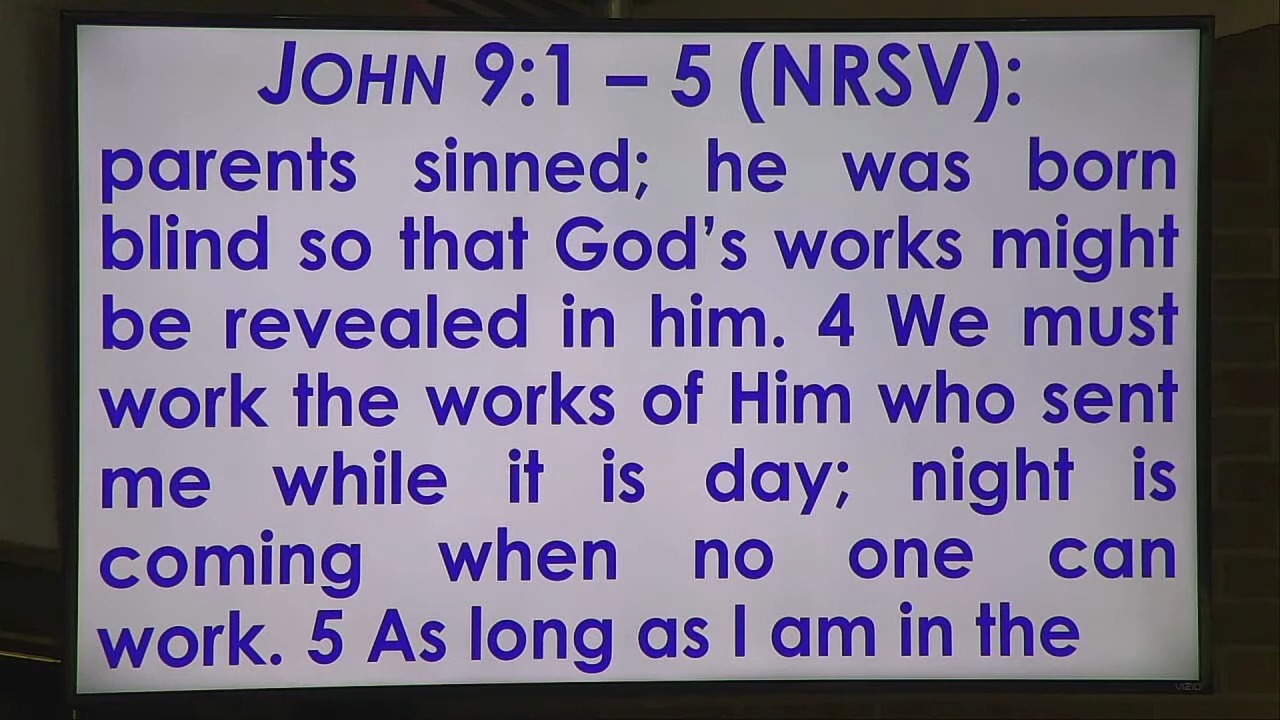 JOHN 9:1 – 5 (NRSV):
parents sinned; he was born
blind so that God’s works might
be revealed in him. 4 We must
work the works of Him who sent
me while it is day; night is
coming when no one can
work. 5 As long as I am in the
VIZIO